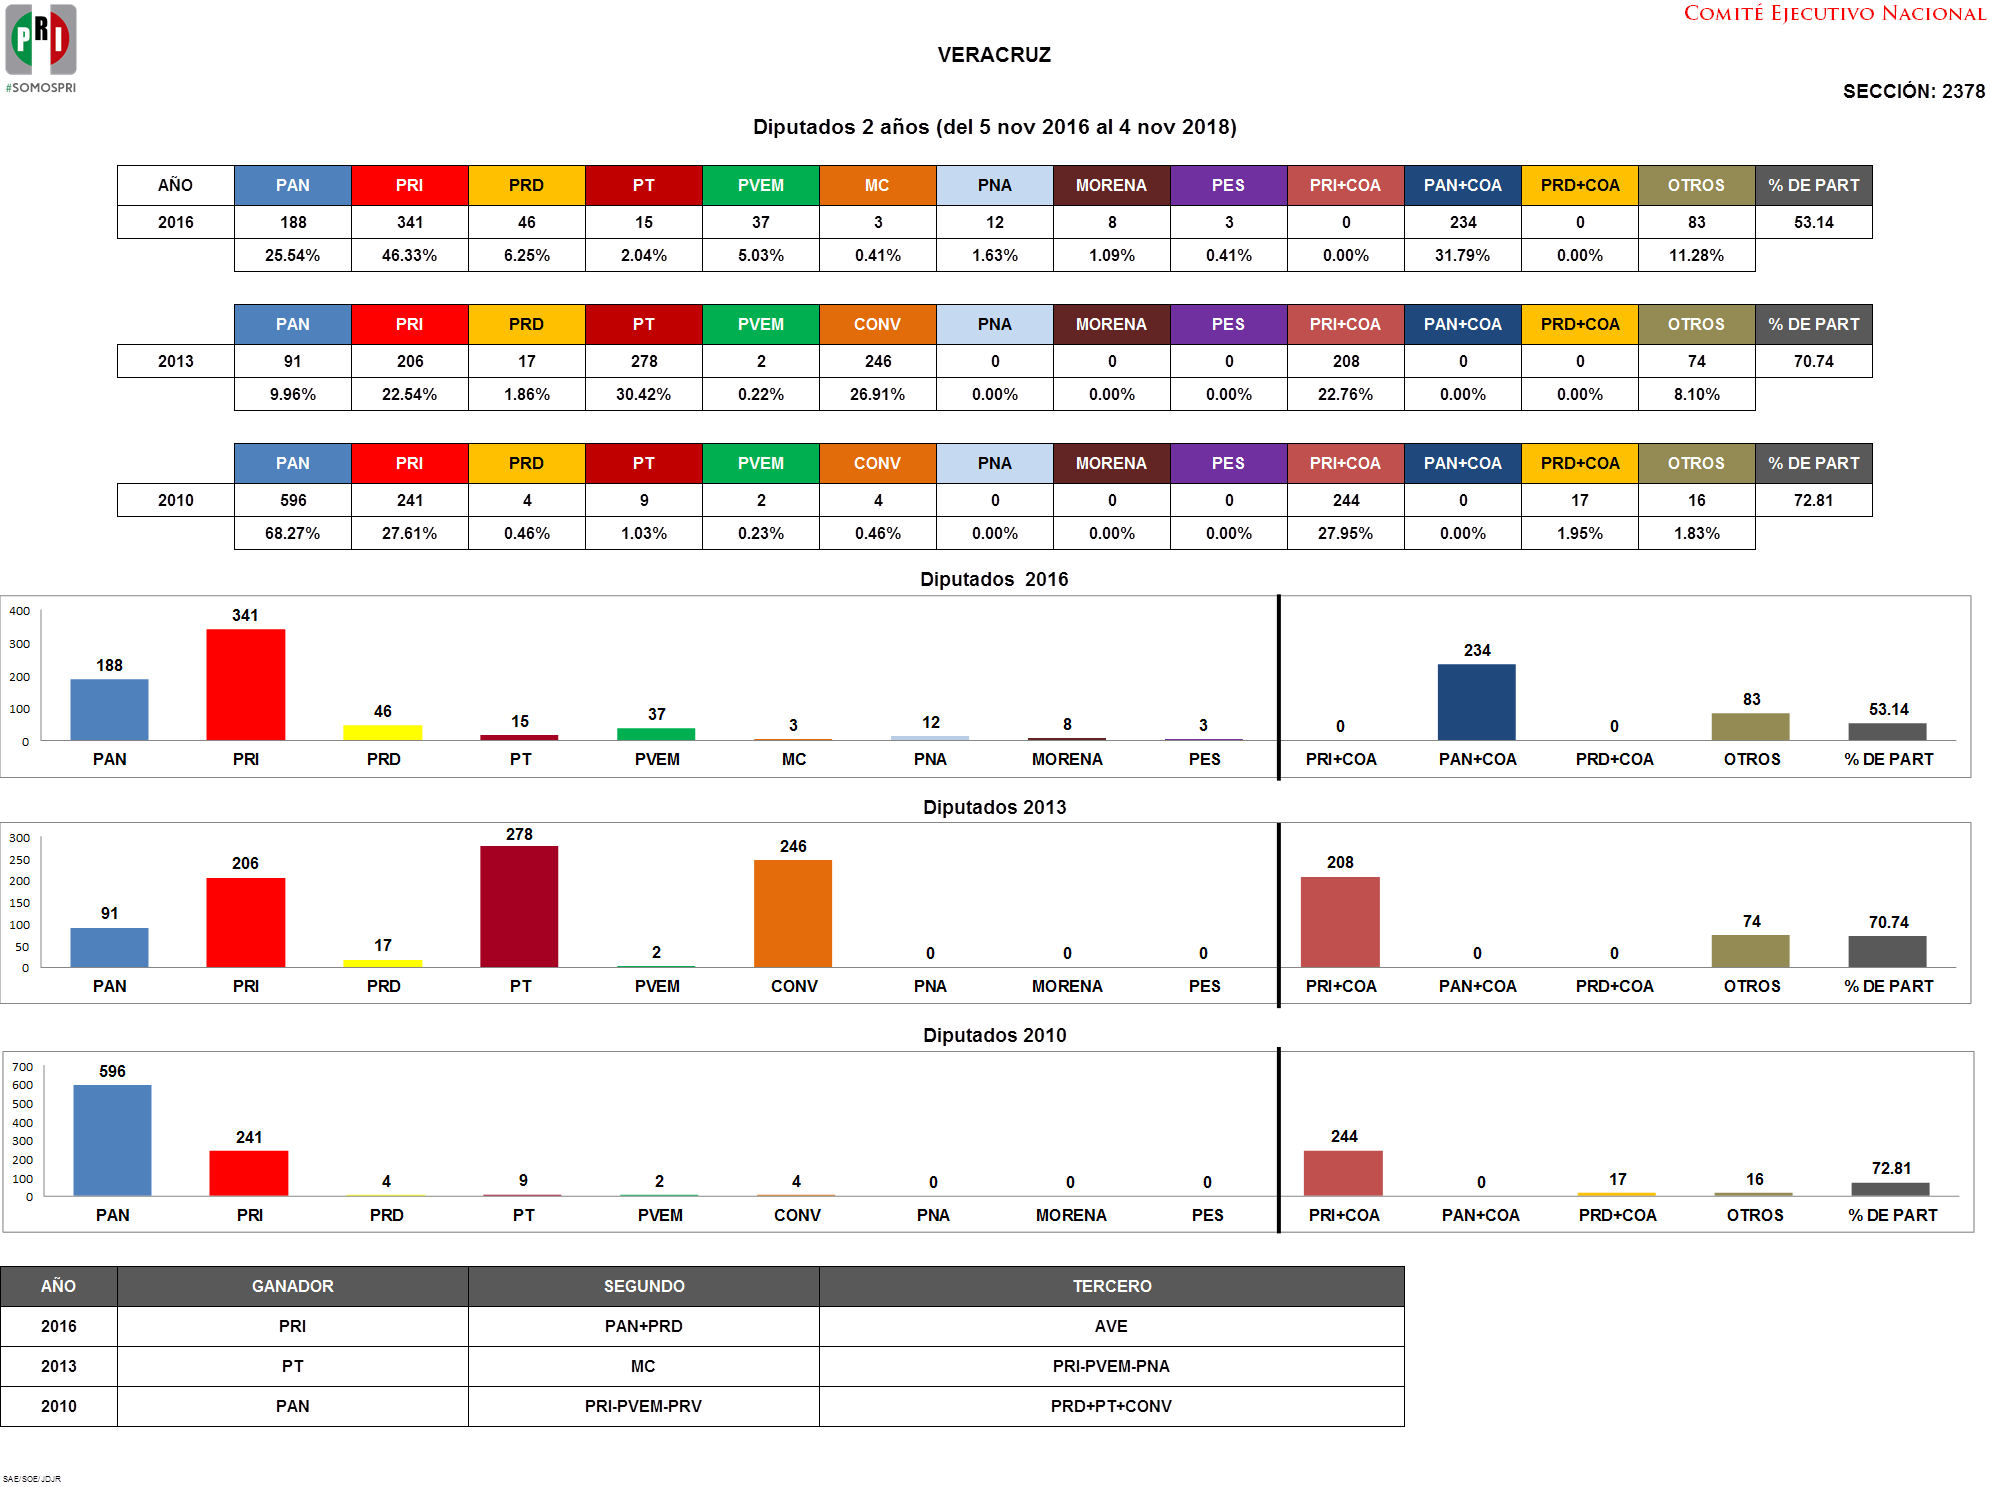 PRI
#SOMOSPRI
COMITÉ EJECUTIVO NACIONAL
VERACRUZ
SECCIÓN: 2378
Diputados 2 años (del 5 nov 2016 al 4 nov 2018)
AÑO PAN PRI PRD PT PVEM MC PNA MORENA PES PRI+COA PAN+COA PRD+COA OTROS % DE PART
2016 188 341 46 15 37 3 12 8 3 0 234 0 83 53.14
25.54% 46.33% 6.25% 2.04% 5.03% 0.41% 1.63% 1.09% 0.41% 0.00% 31.79% 0.00% 11.28%
PAN PRI PRD PT PVEM CONV PNA MORENA PES PRI+COA PAN+COA PRD+COA OTROS % DE PART
2013 91 206 17 278 2 246 0 0 0 208 0 0 74 70.74
9.96% 22.54% 1.86% 30.42% 0.22% 26.91% 0.00% 0.00% 0.00% 22.76% 0.00% 0.00% 8.10%
PAN PRI PRD PT PVEM CONV PNA MORENA PES PRI+COA PAN+COA PRD+COA OTROS % DE PART
2010 596 241 4 9 2 4 0 0 0 244 0 17 16 72.81
68.27% 27.61% 0.46% 1.03% 0.23% 0.46% 0.00% 0.00% 0.00% 27.95% 0.00% 1.95% 1.83%
Diputados 2016
400
300
200
100
0
188 341 46 15 37 3 12 8 3 0 234 0 83 53.14
PAN PRI PRD PT PVEM MC PNA MORENA PES PRI+COA PAN+COA PRD+COA OTROS % DE PART
Diputados 2013
300
250
200
150
100
50
0
91 206 17 278 2 246 0 0 0 208 0 0 74 70.74
PAN PRI PRD PT PVEM CONV PNA MORENA PES PRI+COA PAN+COA PRD+COA OTROS % DE PART
Diputados 2010
700
600
500
400
300
200
100
0
596 241 4 9 2 4 0 0 0 244 0 17 16 72.81
PAN PRI PRD PT PVEM CONV PNA MORENA PES PRI+COA PAN+COA PRD+COA OTROS % DE PART
AÑO GANADOR SEGUNDO TERCERO
2016 PRI PAN+PRD AVE
2013 PT MC PRI-PVEM-PNA
2010 PAN PRI-PVEM-PRV PRD+PT+CONV
SAE/SOE/JDJR